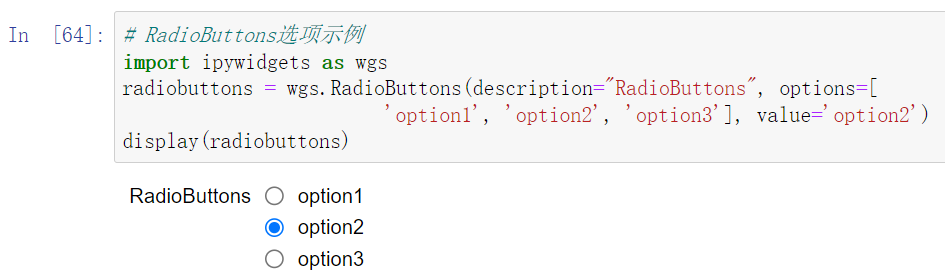 In [64]:
# RadioButtons选项示例
import ipywidgets as wgs
radiobuttons = wgs.RadioButtons(description="RadioButtons", options=[
'option1', 'option2', 'option3'], value='option2')
display(radiobuttons)
RadioButtons
option1
option2
option3